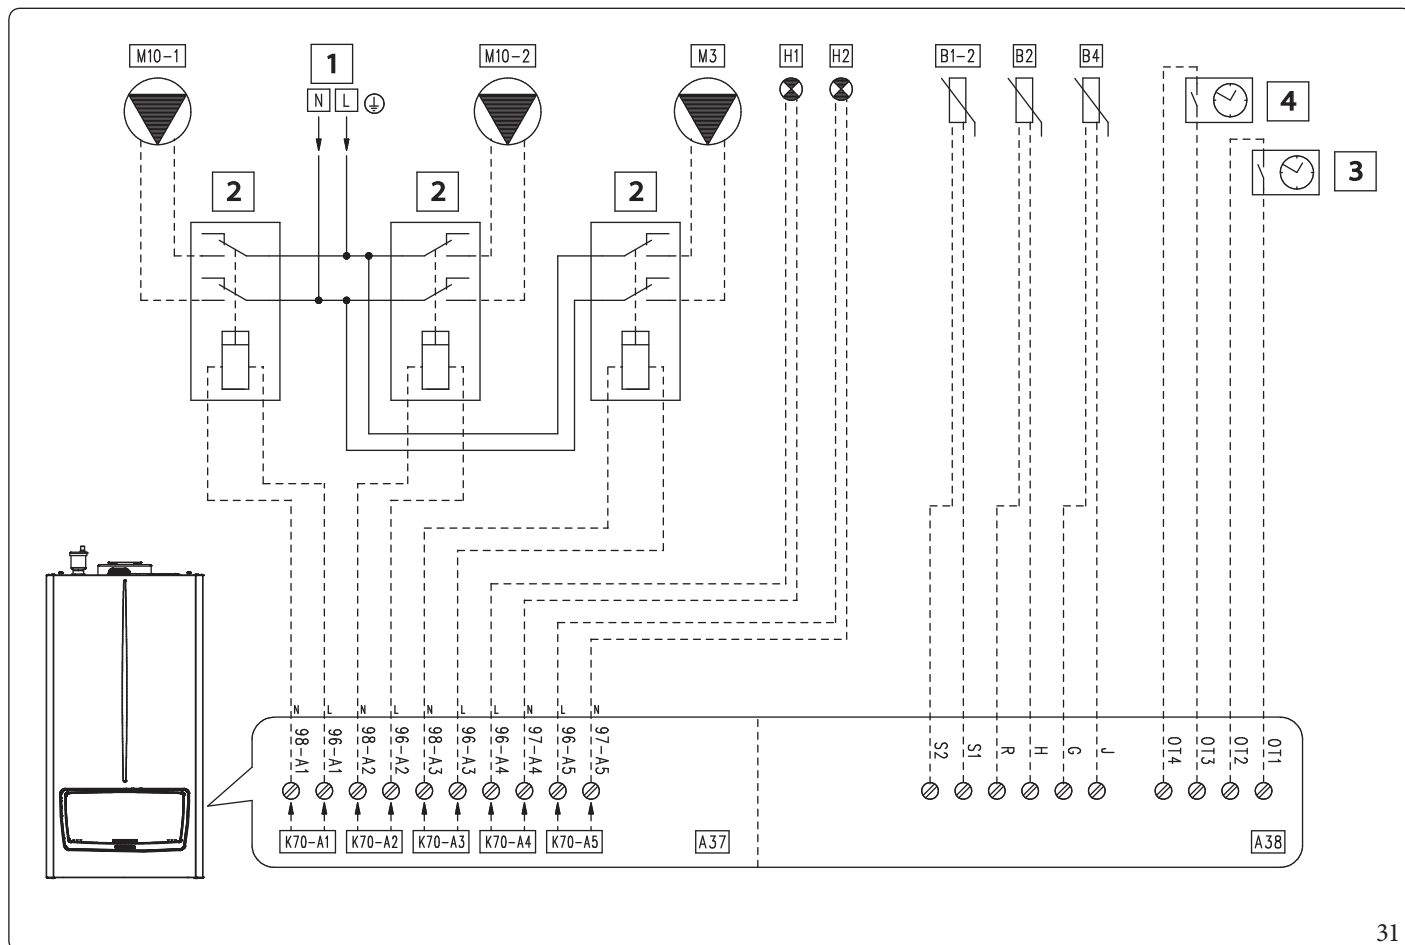 M10-1
1
M10-2
M3
H1
H2
B1-2
B2
B4
N L
4
3
2
2
2
N L N L N L L N L N
98-A1
96-A1
98-A2
96-A2
98-A3
96-A3
96-A4
97-A4
96-A5
97-A5
S2
S1
R
H
G
J
OT4
OT3
OT2
OT1
K70-A1
K70-A2
K70-A3
K70-A4
K70-A5
A37
A38
31